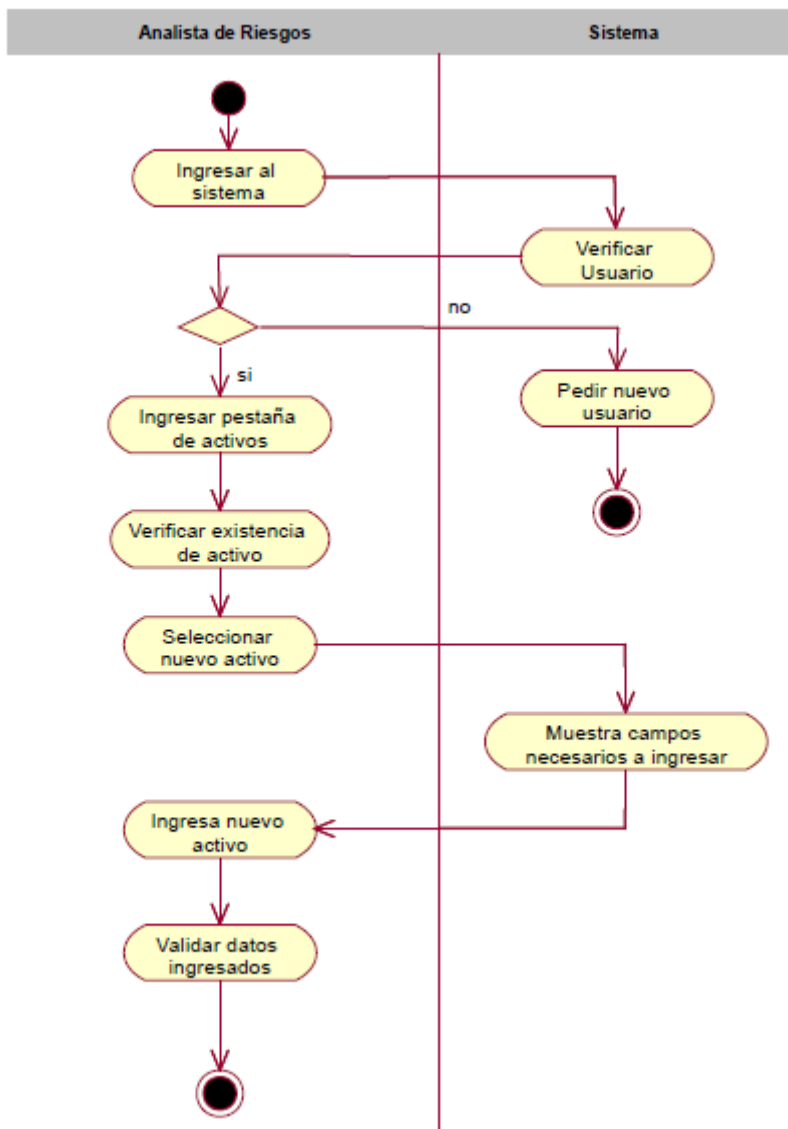 Analista de Riesgos
Sistema
Ingresar al
sistema
Verificar
Usuario
no
si
Pedir nuevo
usuario
Ingresar pestaña
de activos
Verificar existencia
de activo
Seleccionar
nuevo activo
Muestra campos
necesarios a ingresar
Ingresa nuevo
activo
Validar datos
ingresados